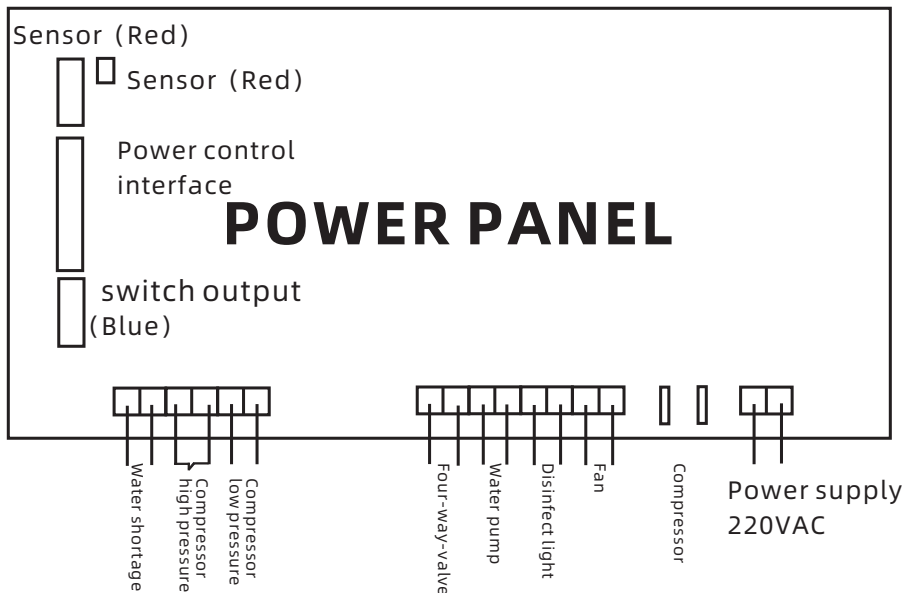 Sensor (Red)
Sensor (Red)
Power control
interface
POWER PANEL
switch output
(Blue)
Water shortage
Compressor
high pressure
Compressor
low pressure
Four-way-valve
Water pump
Disinfect light
Fan
Compressor
Power supply
220VAC